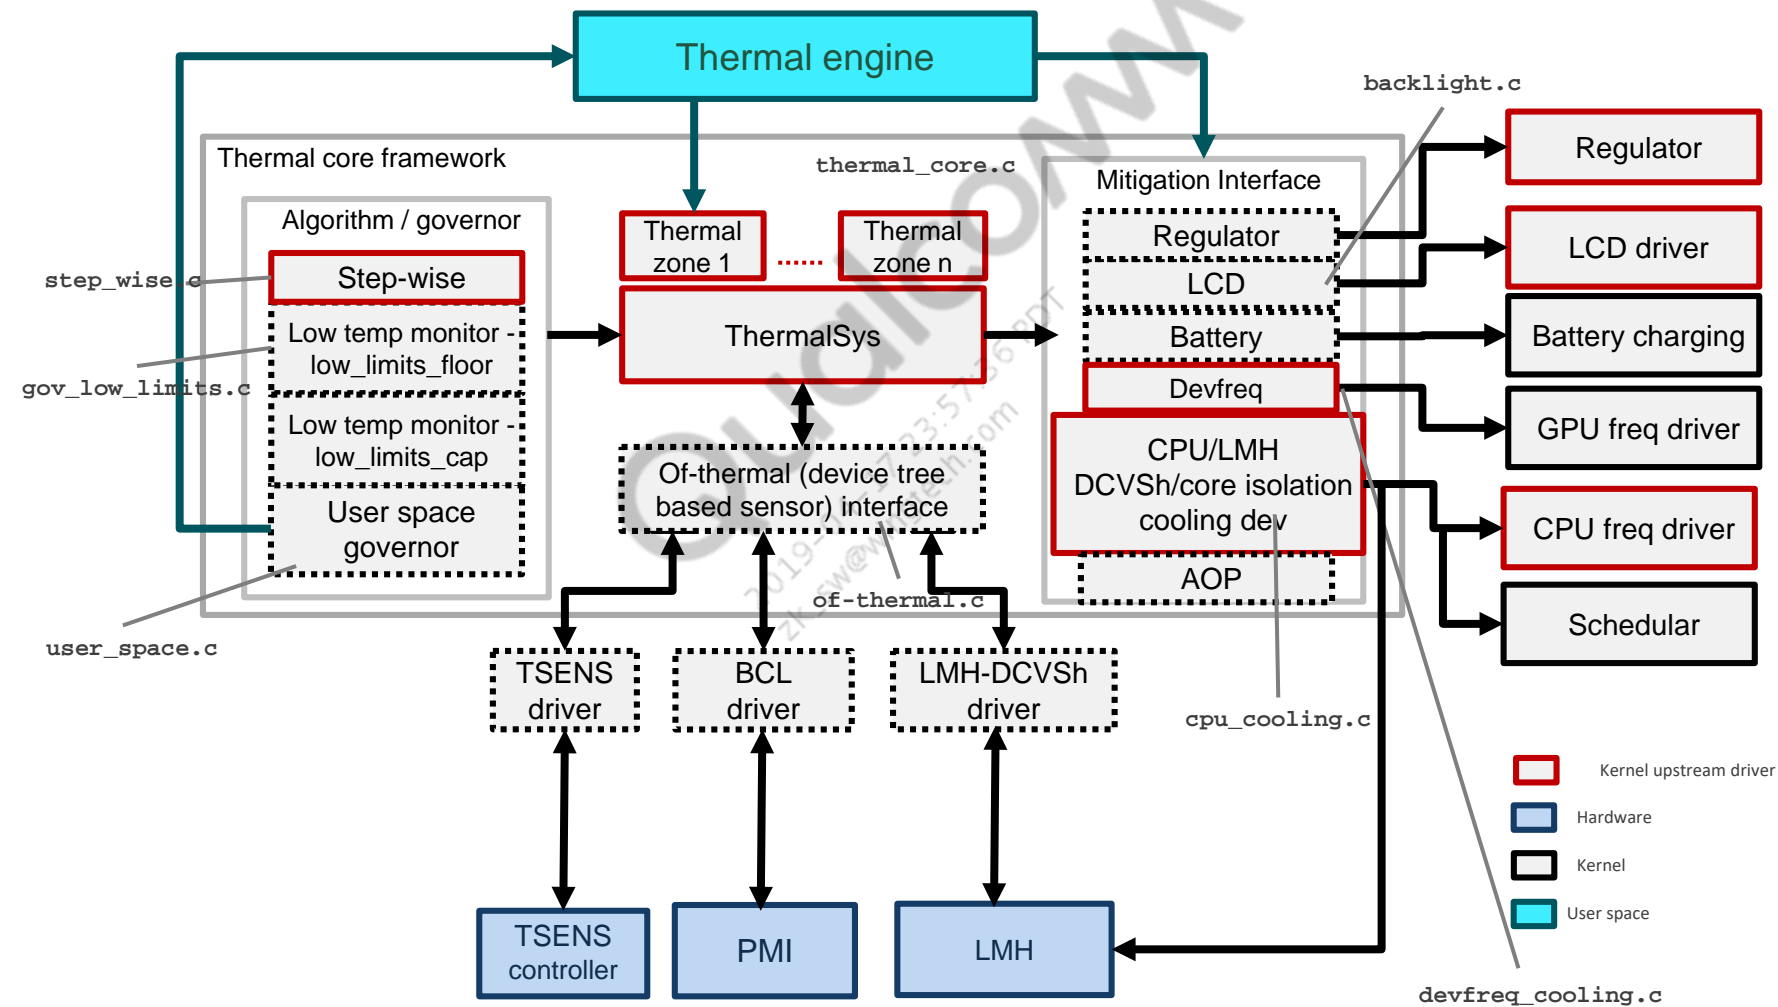 Thermal engine
backlight.c
Regulator
Thermal core framework
thermal_core.c
Mitigation Interface
Algorithm / governor
Thermal
zone 1
......
Thermal
zone n
Regulator
LCD driver
step_wise.c
Step-wise
LCD
Low temp monitor -
low_limits_floor
ThermalSys
Battery
Battery charging
gov_low_limits.c
Devfreq
Low temp monitor -
low_limits_cap
GPU freq driver
CPU/LMH
DCVSh/core isolation
cooling dev
Of-thermal (device tree
based sensor) interface
User space
governor
CPU freq driver
AOP
of-thermal.c
Schedular
user_space.c
TSENS
driver
BCL
driver
LMH-DCVSh
driver
cpu_cooling.c
Kernel upstream driver
Hardware
Kernel
User space
TSENS
controller
PMI
LMH
devfreq_cooling.c
Qualcomm